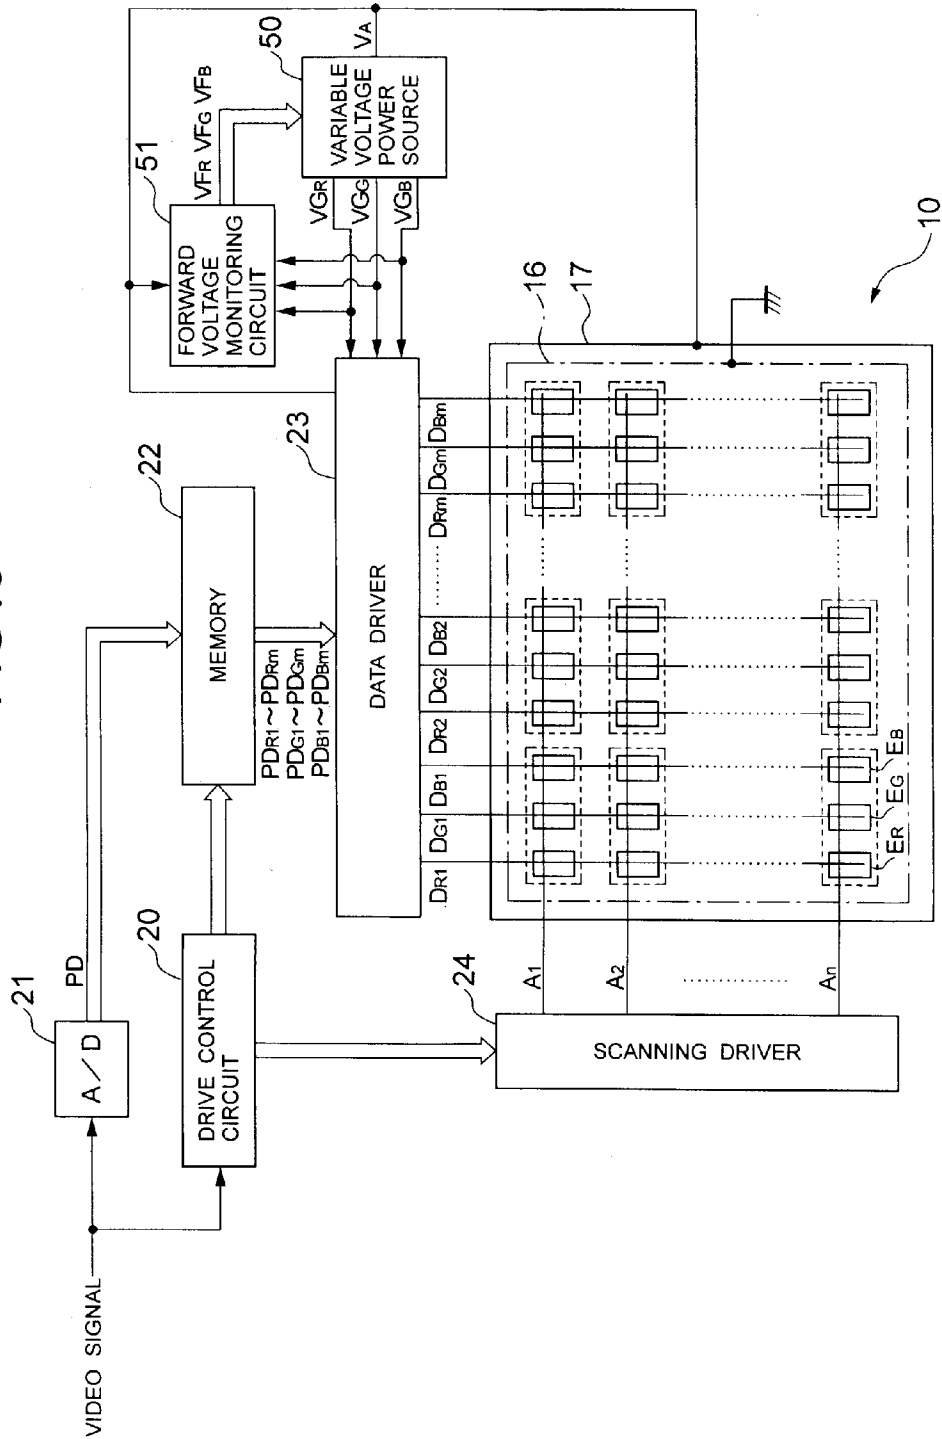 VIDEO SIGNAL
21
A/D
PD
20
DRIVE CONTROL
CIRCUIT
22
MEMORY
PDR1~PDRm
PDG1~PDGm
PDB1~PDBm
23
DATA DRIVER
51
FORWARD
VOLTAGE
MONITORING
CIRCUIT
VFR VFG VFB
50
VARIABLE
VOLTAGE
POWER
SOURCE
VA
VGR
VGG
VGB
DR1
DG1
DB1
DR2
DG2
DB2
........
DRm
DGm
DBm
24
SCANNING DRIVER
A1
A2
An
ER
EG
EB
16
17
10